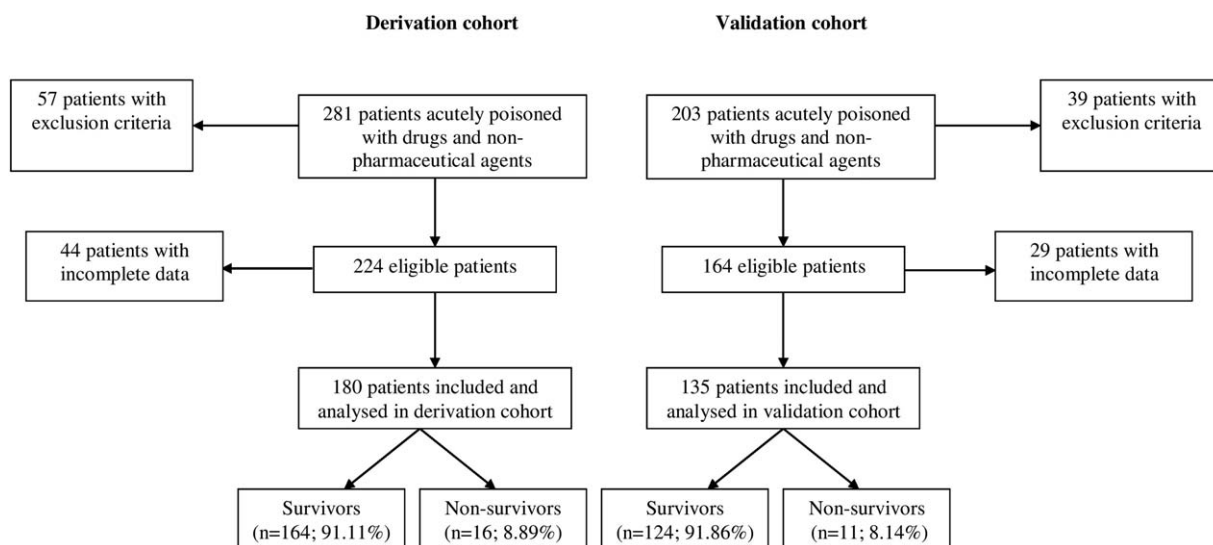 Derivation cohort
Validation cohort
57 patients with
exclusion criteria
281 patients acutely poisoned
with drugs and non-
pharmaceutical agents
203 patients acutely poisoned
with drugs and non-
pharmaceutical agents
39 patients with
exclusion criteria
44 patients with
incomplete data
224 eligible patients
164 eligible patients
29 patients with
incomplete data
180 patients included and
analysed in derivation cohort
135 patients included and
analysed in validation cohort
Survivors
(n=164; 91.11%)
Non-survivors
(n=16; 8.89%)
Survivors
(n=124; 91.86%)
Non-survivors
(n=11; 8.14%)